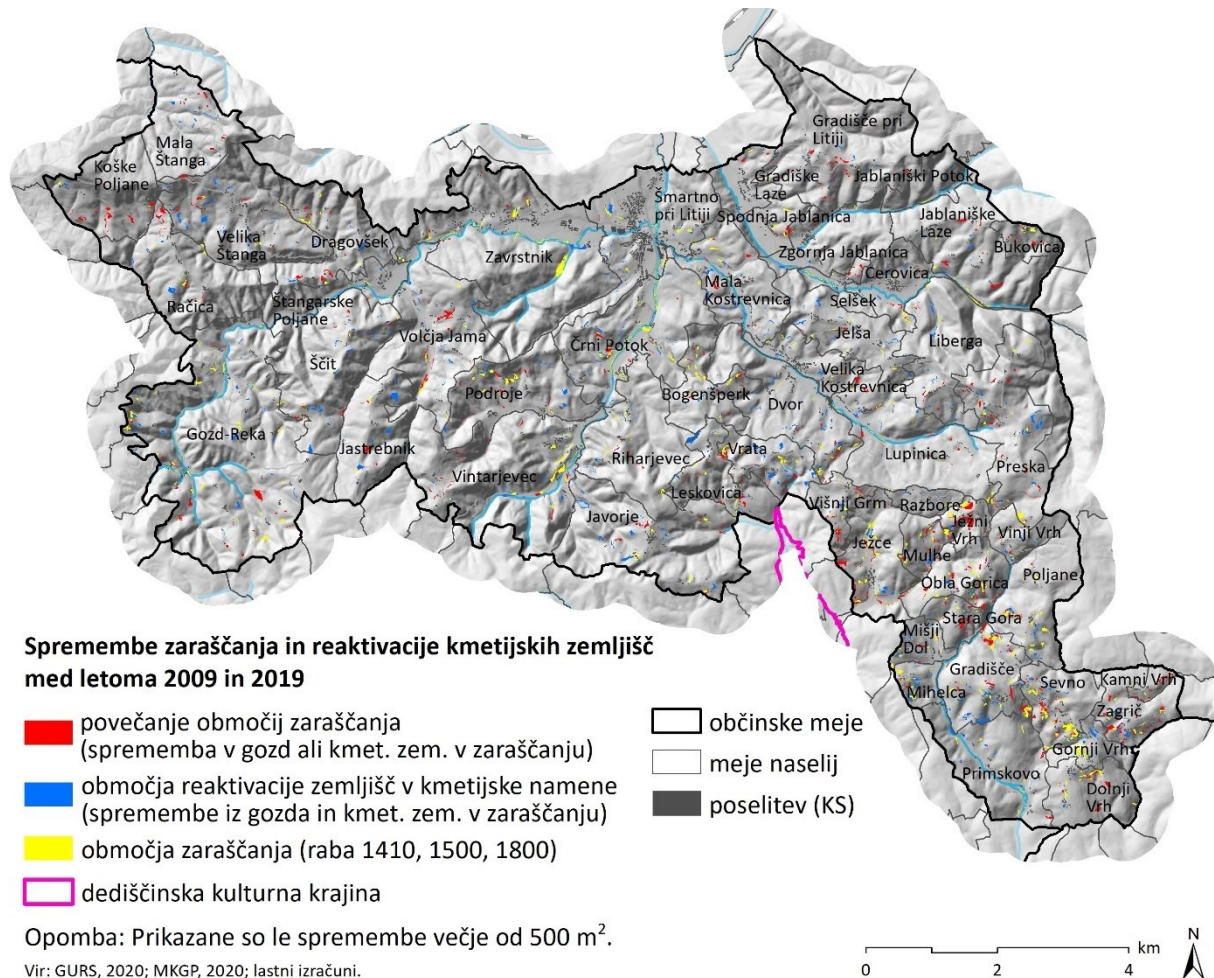 Gradišče pri
Litiji
Mala
Štanga
Koške
Poljane
Gradiške
Laze
Jablaniški Potok
Šmartno
pri Litiji
Spodnja Jablanica
Jablaniške
Laze
Velika
Štanga
Dragovšek
Zavrstnik
Zgornja Jablanica
Bukovica
Cerovica
Mala
Kostrevnica
Selšek
Račica
Štangarske
Poljane
Volčja Jama
Jelša
Liberga
Črni Potok
Ščit
Velika
Kostrevnica
Podroje
Bogenšperk
Dvor
Gozd-Reka
Jastrebnik
Vrata
Riharjevec
Lupinica
Vintarjevec
Preska
Leskovica
Javorje
Višnji Grm
Razbore
Ježni
Vrh
Vinji Vrh
Ježce
Mulhe
Poljane
Obla Gorica
Stara Gora
Mišji
Dol
Gradišče
Sevno
Kamni Vrh
Mihelca
Zagrič
Gornji Vrh
Primskovo
Dolnji
Vrh
Spremembe zaraščanja in reaktivacije kmetijskih zemljišč
med letoma 2009 in 2019
povečanje območij zaraščanja
(sprememba v gozd ali kmet. zem. v zaraščanju)
območja reaktivacije zemljišč v kmetijske namene
(spremembe iz gozda in kmet. zem. v zaraščanju)
območja zaraščanja (raba 1410, 1500, 1800)
dediščinska kulturna krajina
občinske meje
meje naselij
poselitev (KS)
Opomba: Prikazane so le spremembe večje od 500 m².
Vir: GURS, 2020; MKGP, 2020; lastni izračuni.
km
0 2 4
N